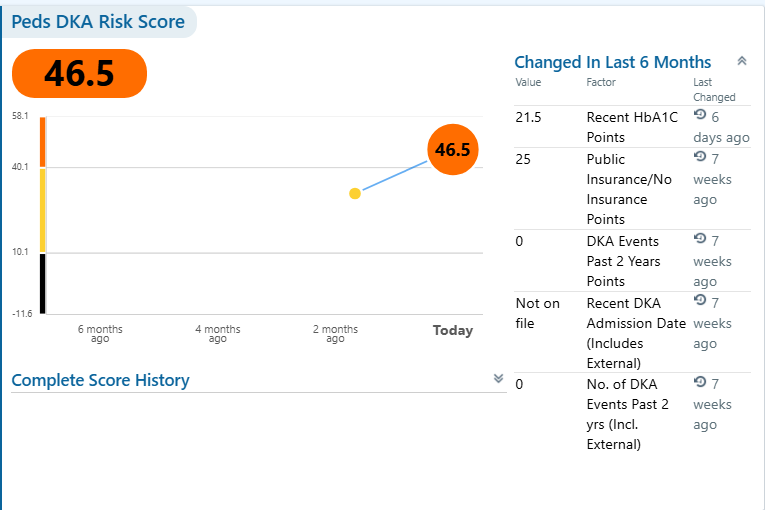 Peds DKA Risk Score
46.5
58.1
40.1
10.1
-11.6
46.5
6 months
ago
4 months
ago
2 months
ago
Today
Complete Score History
Changed In Last 6 Months
Value Factor Last
Changed
21.5 Recent HbA1C 6
Points days ago
25 Public 7
Insurance/No weeks
Insurance ago
Points
0 DKA Events 7
Past 2 Years weeks
Points ago
Not on Recent DKA 7
file Admission Date weeks
(Includes ago
External)
0 No. of DKA 7
Events Past 2 weeks
yrs (Incl. ago
External)